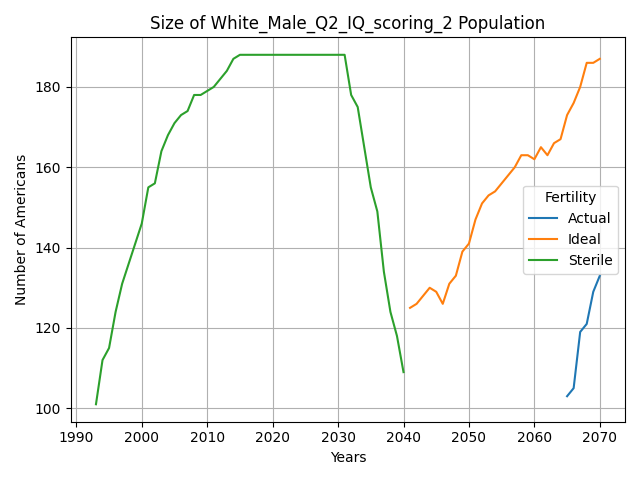 Size of White_Male_Q2_IQ_scoring_2 Population
Number of Americans
180
160
140
120
100
Fertility
Actual
Ideal
Sterile
1990 2000 2010 2020 2030 2040 2050 2060 2070
Years